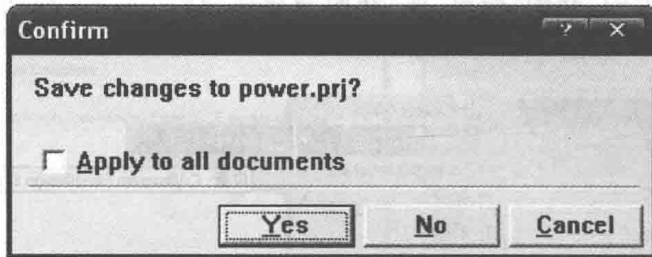 Confirm
? ×
Save changes to power.prj?
Apply to all documents
Yes No Cancel